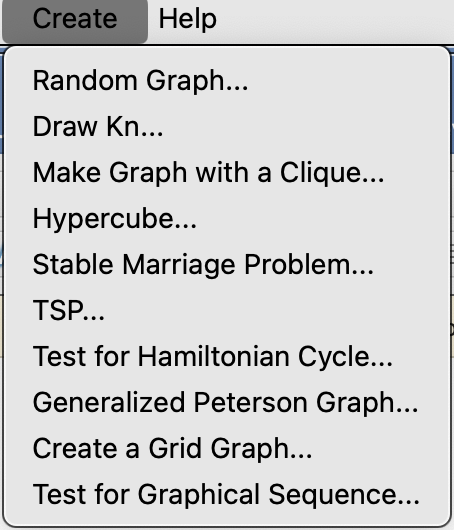 Create Help
Random Graph...
Draw Kn...
Make Graph with a Clique...
Hypercube...
Stable Marriage Problem...
TSP...
Test for Hamiltonian Cycle...
Generalized Peterson Graph...
Create a Grid Graph...
Test for Graphical Sequence...